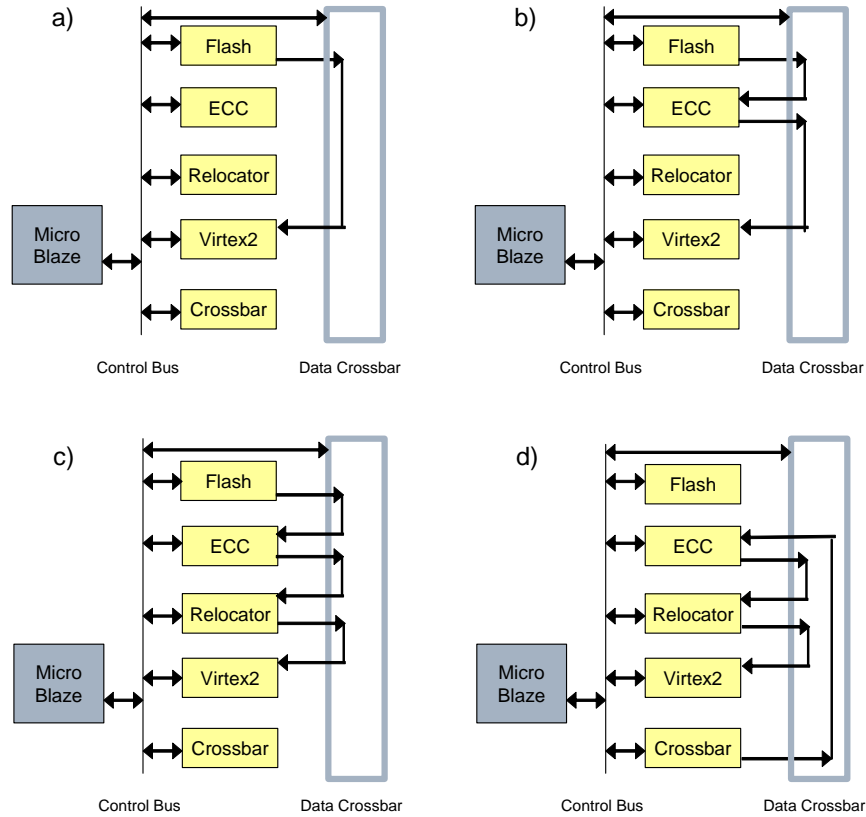 a)
Flash
ECC
Relocator
Micro
Blaze
Virtex2
Crossbar
Control Bus
Data Crossbar
b)
Flash
ECC
Relocator
Micro
Blaze
Virtex2
Crossbar
Control Bus
Data Crossbar
c)
Flash
ECC
Relocator
Micro
Blaze
Virtex2
Crossbar
Control Bus
Data Crossbar
d)
Flash
ECC
Relocator
Micro
Blaze
Virtex2
Crossbar
Control Bus
Data Crossbar